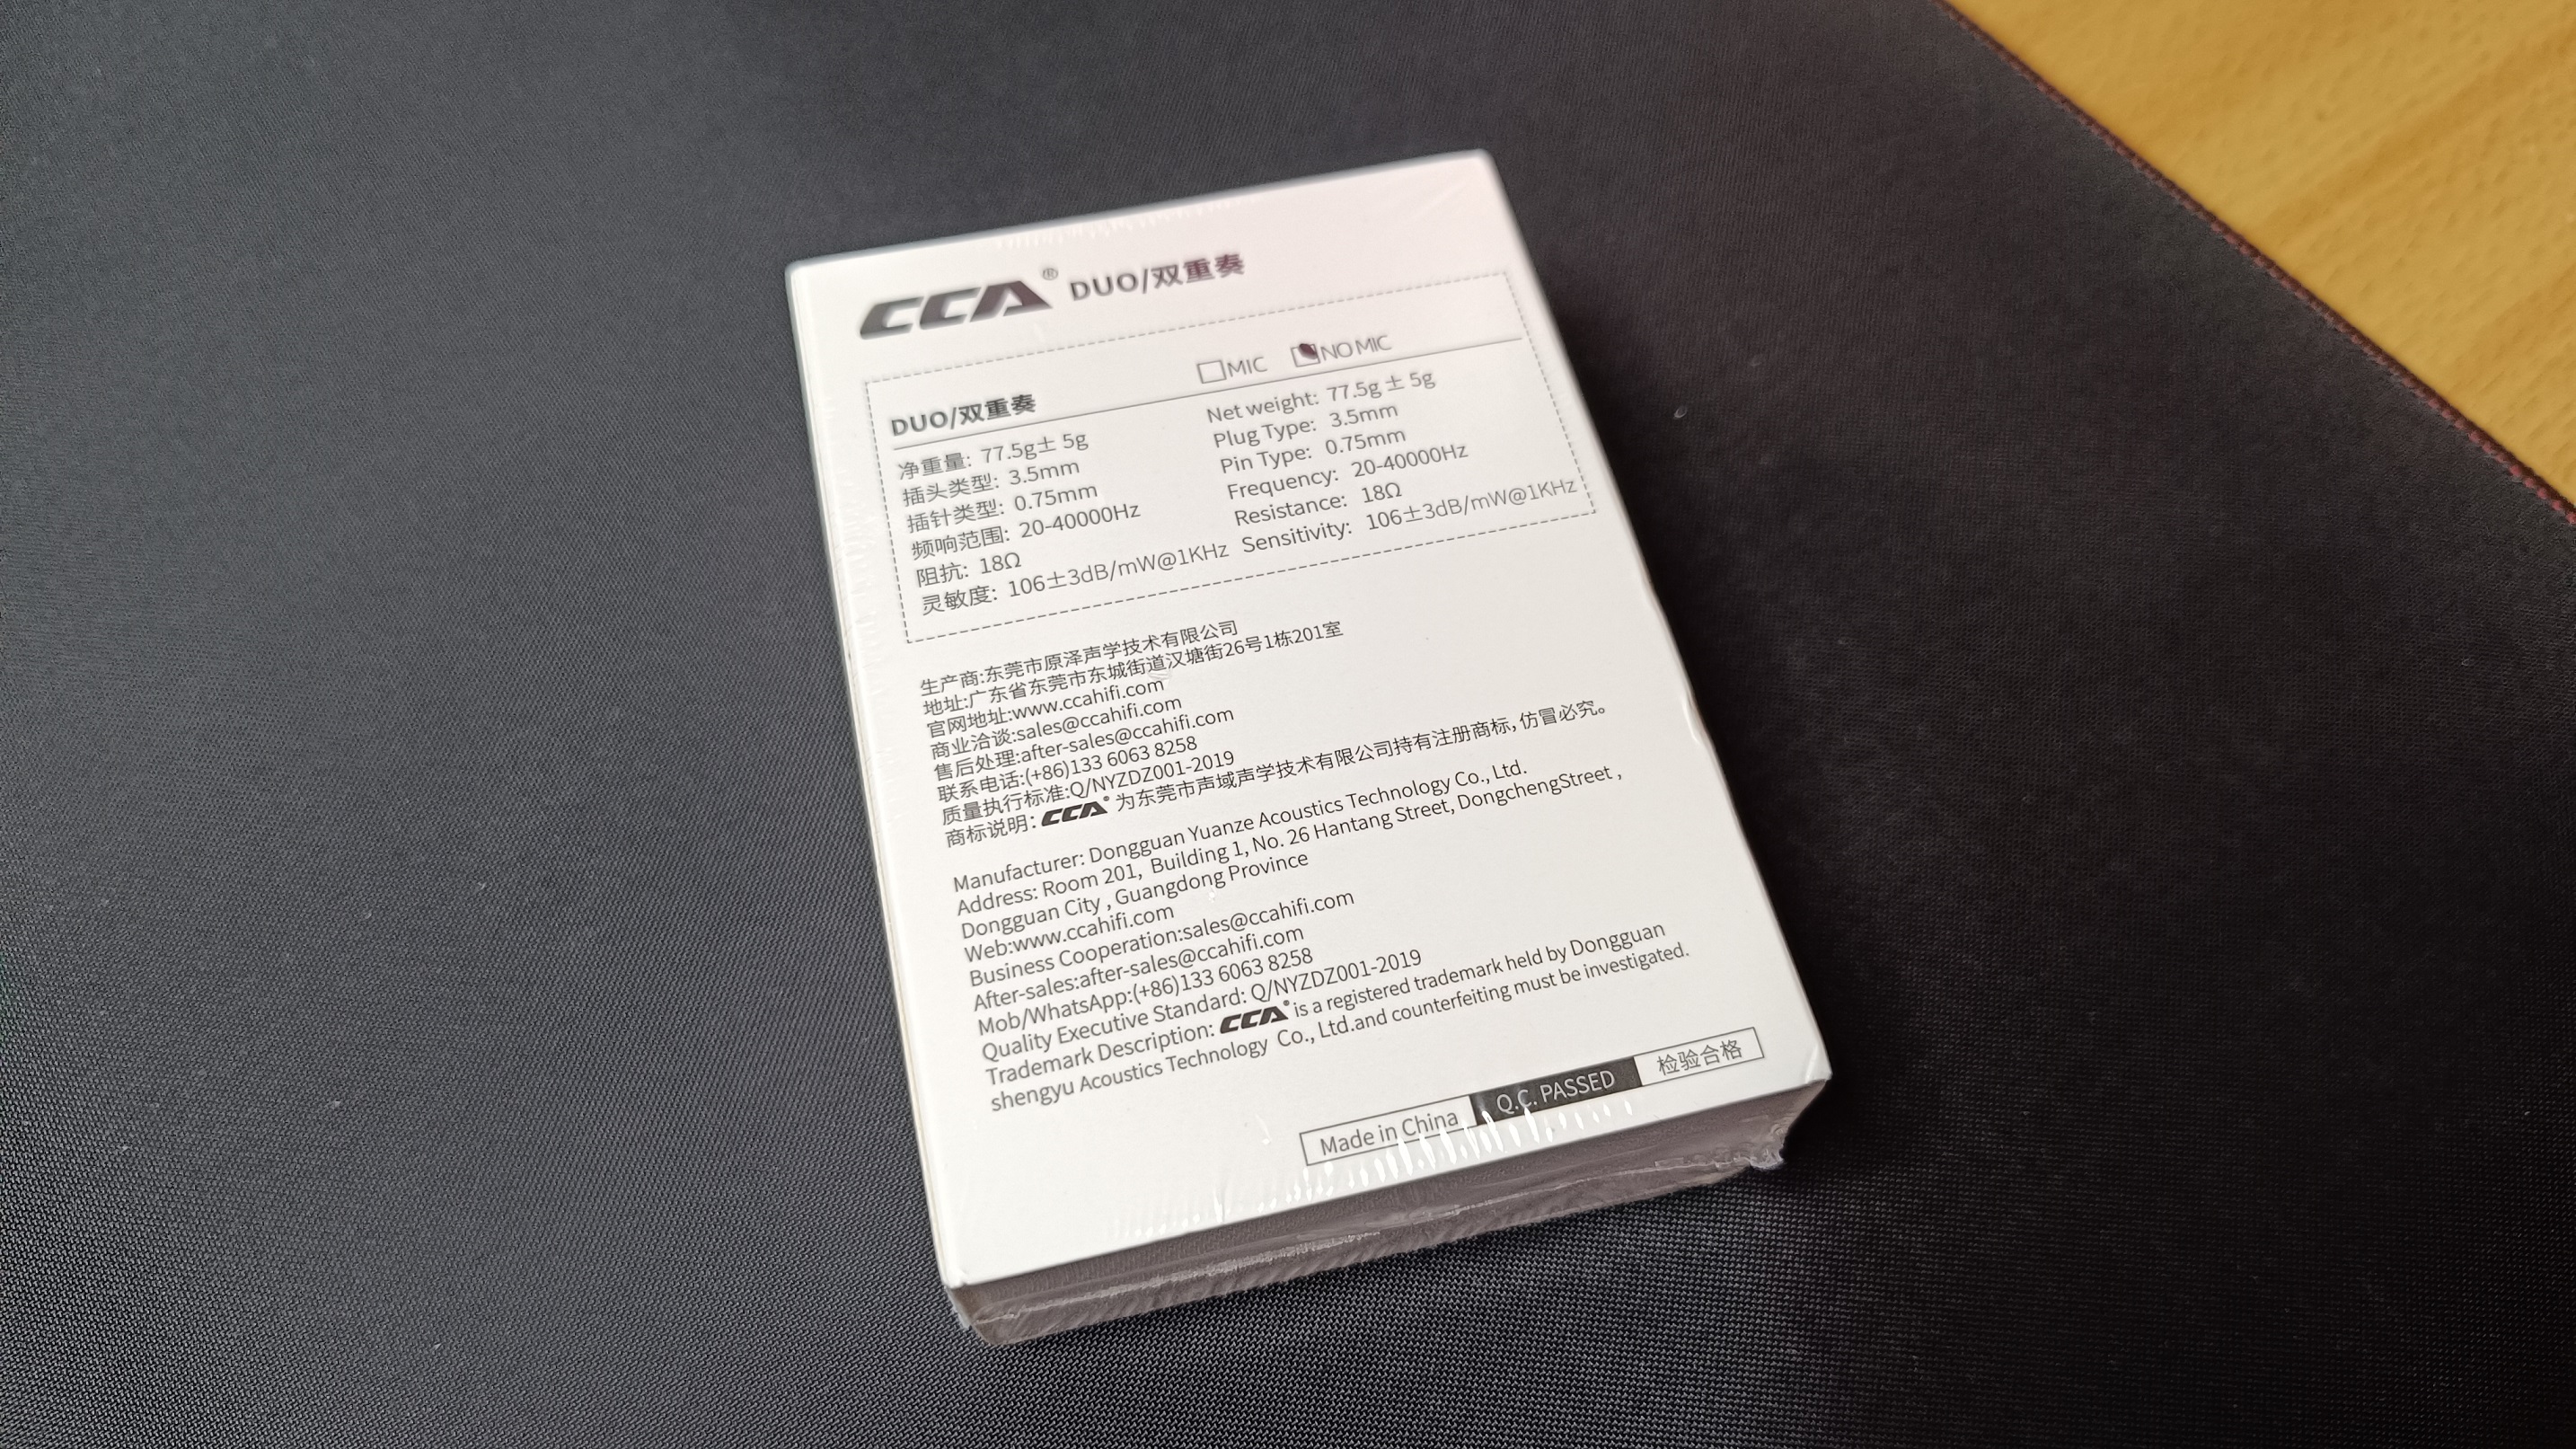 CCA® DUO/双重奏
DUO/双重奏 MIC NO MIC
净重量: 77.5g± 5g
插头类型: 3.5mm
插针类型: 0.75mm
频响范围: 20-40000Hz
阻抗: 18Ω
灵敏度: 106±3dB/mW@1KHz
Net weight: 77.5g ± 5g
Plug Type: 3.5mm
Pin Type: 0.75mm
Frequency: 20-40000Hz
Resistance: 18Ω
Sensitivity: 106±3dB/mW@1KHz
生产商:东莞市原泽声学技术有限公司
地址:广东省东莞市东城街道汉塘街26号1栋201室
官网地址:www.ccahifi.com
商业洽谈:sales@ccahifi.com
售后处理:after-sales@ccahifi.com
联系电话:(+86)133 6063 8258
质量执行标准:Q/NYZDZ001-2019
商标说明: CCA® 为东莞市声域声学技术有限公司持有注册商标, 仿冒必究。
Manufacturer: Dongguan Yuanze Acoustics Technology Co., Ltd.
Address: Room 201, Building 1, No. 26 Hantang Street, DongchengStreet ,
Dongguan City , Guangdong Province
Web:www.ccahifi.com
Business Cooperation:sales@ccahifi.com
After-sales:after-sales@ccahifi.com
Mob/WhatsApp:(+86)133 6063 8258
Quality Executive Standard: Q/NYZDZ001-2019
Trademark Description: CCA® is a registered trademark held by Dongguan
shengyu Acoustics Technology Co., Ltd.and counterfeiting must be investigated.
Made in China Q.C. PASSED 检验合格